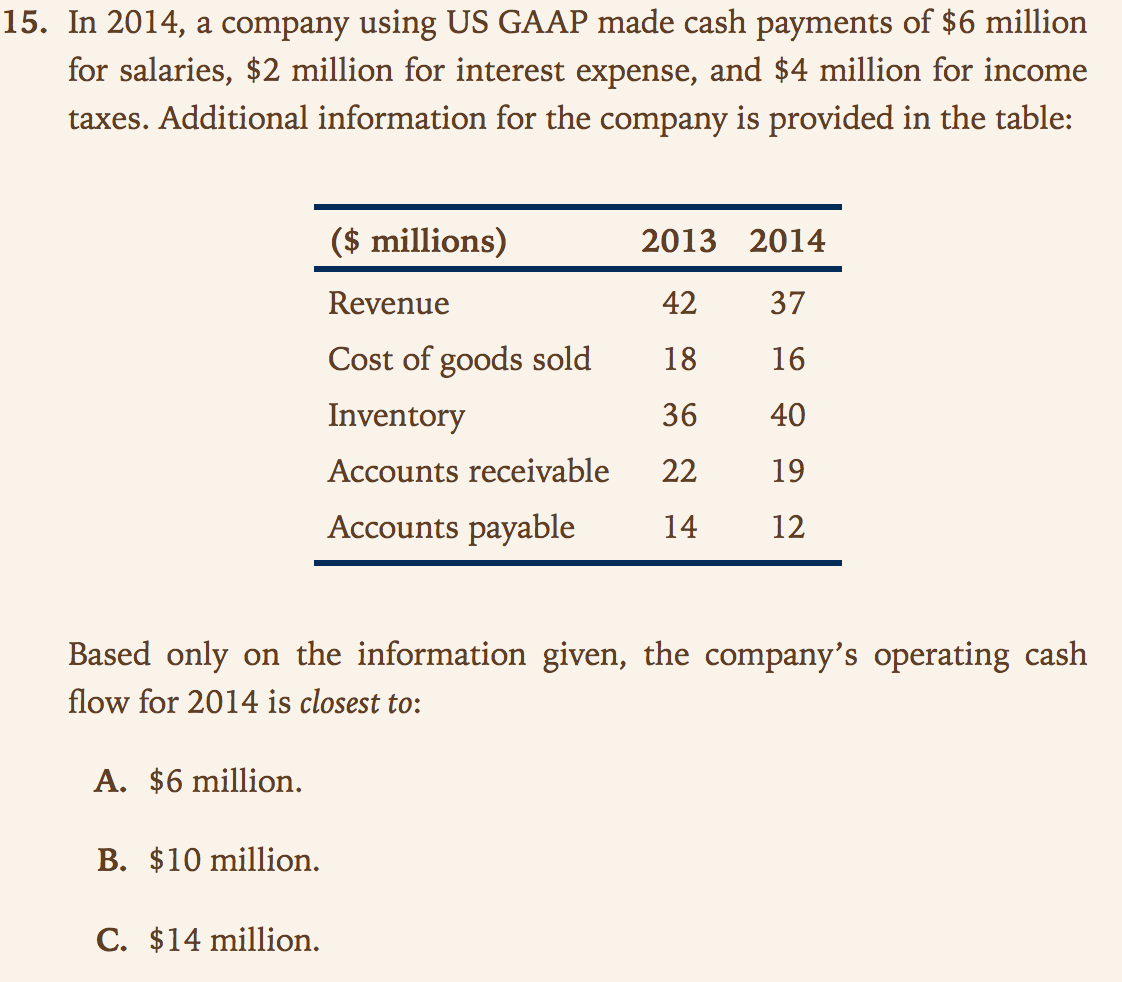 15. In 2014, a company using US GAAP made cash payments of $6 million
for salaries, $2 million for interest expense, and $4 million for income
taxes. Additional information for the company is provided in the table:
($ millions) 2013 2014
Revenue 42 37
Cost of goods sold 18 16
Inventory 36 40
Accounts receivable 22 19
Accounts payable 14 12
Based only on the information given, the company’s operating cash
flow for 2014 is closest to:
A. $6 million.
B. $10 million.
C. $14 million.